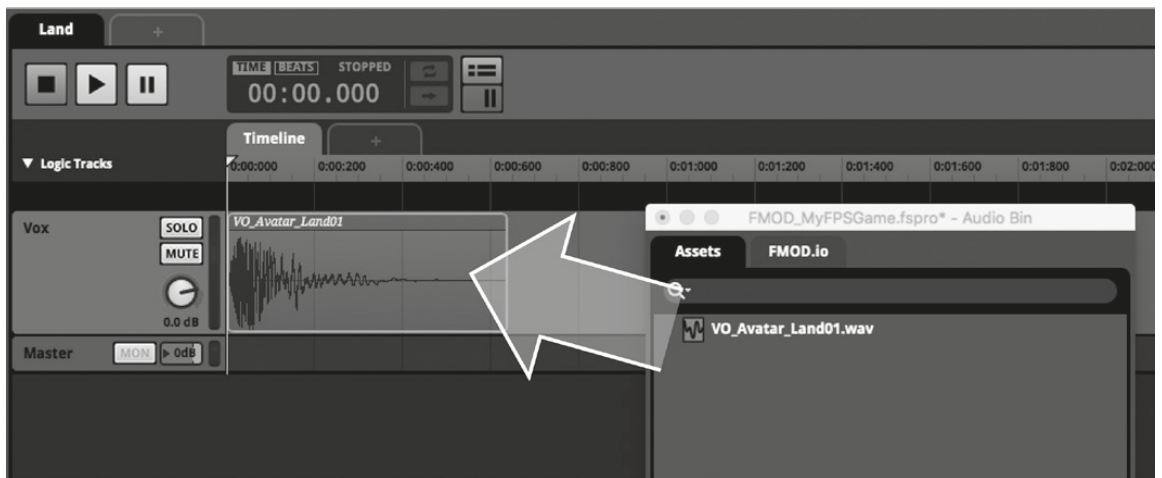 Land
+
TIME BEATS STOPPED
00:00.000
Timeline
+
Logic Tracks
0:00:000 0:00:200 0:00:400 0:00:600 0:00:800 0:01:000 0:01:200 0:01:400 0:01:600 0:01:800 0:02:000
Vox SOLO
MUTE
0.0 dB
VO_Avatar_Land01
FMOD_MyFPSGame.fspro* - Audio Bin
Assets FMOD.io
VO_Avatar_Land01.wav
Master MON 0dB